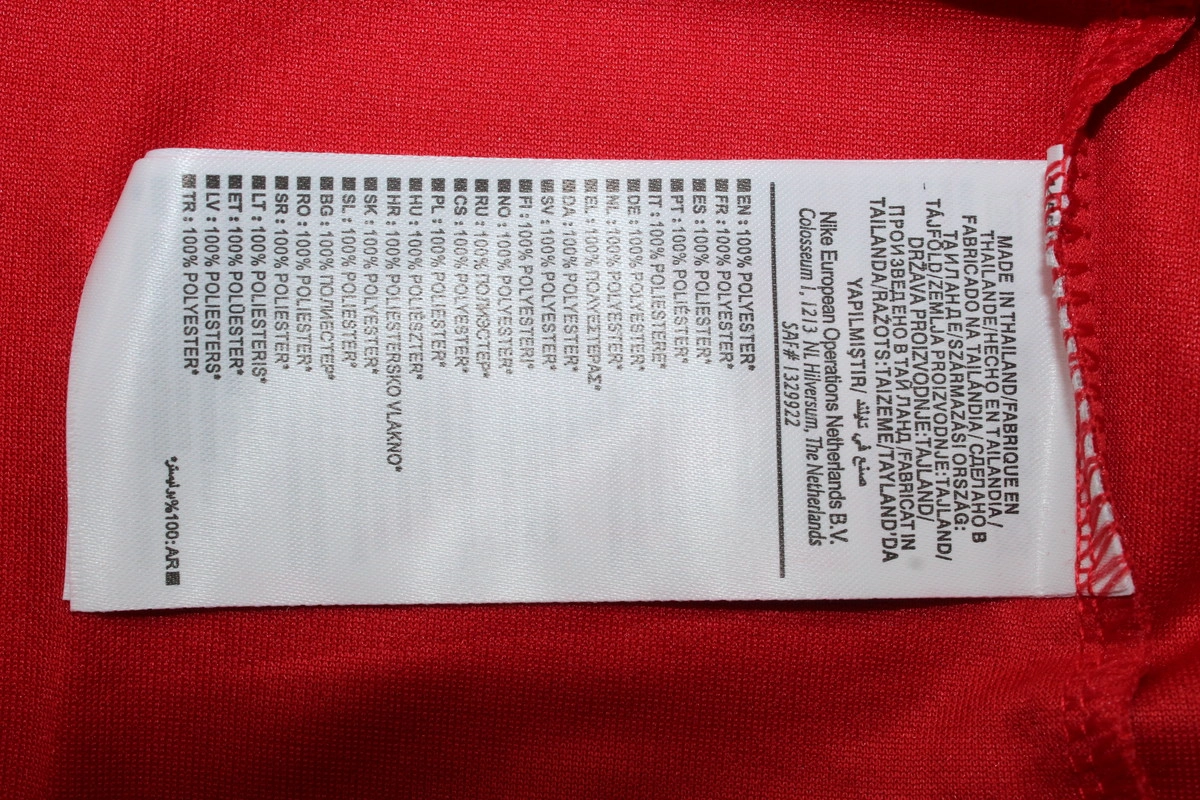 MADE IN THAILAND/FABRIQUE EN
THAILANDE/HECHO EN TAILANDIA/
FABRICADO NA TAILÂNDIA/СДЕЛАНО В
ТАИЛАНДЕ/SZÁRMAZÁSI ORSZÁG:
TÁJFÖLD/ZEMLJA PROIZVODNJE:TAJLAND/
DRŽAVA PROIZVODNJE:TAJLAND/
ПРОИЗВЕДЕНО В ТАЙЛАНД/FABRICAT IN
TAILANDA/RAŽOTS:TAIZEME/TAYLAND'DA
YAPILMIŞTIR/ صنع في تايلند
Nike European Operations Netherlands B.V.
Colosseum 1, 1213 NL Hilversum, The Netherlands
SAF# 1329922
EN: 100% POLYESTER*
FR: 100% POLYESTER*
ES: 100% POLIESTER*
PT: 100% POLIÉSTER*
IT: 100% POLIESTERE*
DE: 100% POLYESTER*
NL: 100% POLYESTER*
EL: 100% ΠΟΛΥΕΣΤΕΡΑΣ*
DA: 100% POLYESTER*
SV: 100% POLYESTER*
FI: 100% POLYESTERI*
NO: 100% POLYESTER*
RU: 100% ПОЛИЭСТЕР*
CS: 100% POLYESTER*
PL: 100% POLIESTER*
HU: 100% POLIÉSZTER*
HR: 100% POLIESTERSKO VLAKNO*
SK: 100% POLYESTER*
SL: 100% POLIESTER*
BG: 100% ПОЛИЕСТЕР*
RO: 100% POLIESTER*
SR: 100% POLIESTER*
LT: 100% POLIESTERIS*
ET: 100% POLÜESTER*
LV: 100% POLIESTERS*
TR: 100% POLYESTER*
AR: 100% بوليستر*